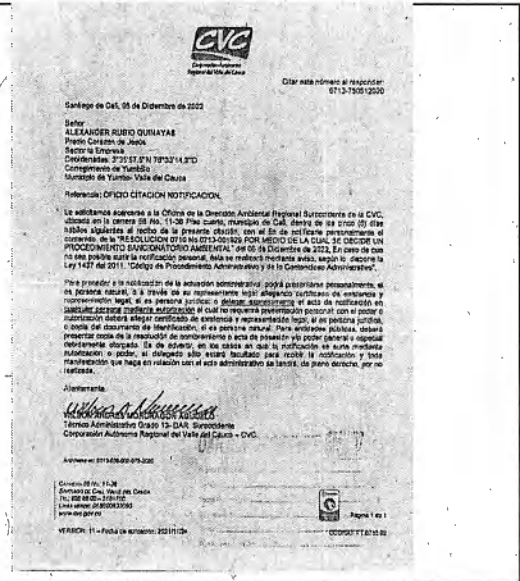 CVC
Corporación Autónoma
Regional del Valle del Cauca
Citar este número al responder:
0713-750512020
Santiago de Cali, 05 de Diciembre de 2022
Señor
ALEXANDER RUBIO QUINAYAS
Predio Corazón de Jesús
Sector la Empresa
Coordenadas: 3°35'57.5"N 76°33'14.3"O
Corregimiento de Yumbillo
Municipio de Yumbo- Valle del Cauca
Referencia: OFICIO CITACION NOTIFICACION.
Le solicitamos acercarse a la Oficina de la Dirección Ambiental Regional Suroccidente de la CVC,
ubicada en la carrera 56 No. 11-36 Piso cuarto, municipio de Cali, dentro de los cinco (5) días
hábiles siguientes al recibo de la presente citación, con el fin de notificarle personalmente el
contenido de la "RESOLUCION 0710 No 0713-001929 POR MEDIO DE LA CUAL SE DECIDE UN
PROCEDIMIENTO SANCIONATORIO AMBIENTAL" del 05 de Diciembre de 2022, En caso de que
no sea posible surtir la notificación personal, ésta se realizará mediante aviso, según lo dispone la
Ley 1437 del 2011. "Código de Procedimiento Administrativo y de lo Contencioso Administrativo".
Para proceder a la notificación de la actuación administrativa, podrá presentarse personalmente, si
es persona natural, o a través de su representante legal allegando certificado de existencia y
representación legal, si es persona jurídica; o delegar expresamente el acto de notificación en
cualquier persona mediante autorización el cual no requerirá presentación personal; con el poder o
autorización deberá allegar certificado de existencia y representación legal, si es persona jurídica,
o copia del documento de identificación, si es persona natural. Para entidades públicas, deberá
presentar copia de la resolución de nombramiento o acta de posesión y/o poder general o especial
debidamente otorgado. Es de advertir, en los casos en que la notificación se surta mediante
autorización o poder, el delegado sólo estará facultado para recibir la notificación y toda
manifestación que haga en relación con el acto administrativo se tendrá, de pleno derecho, por no
realizada.
Atentamente,
WILSON ANDRES MONDRAGON AGUDELO
Técnico Administrativo Grado 13- DAR Suroccidente
Corporación Autónoma Regional del Valle del Cauca – CVC.
CARRERA 56 No. 11-36
SANTIAGO DE CALI, VALLE DEL CAUCA
www.cvc.gov.co
Página 1 de 1